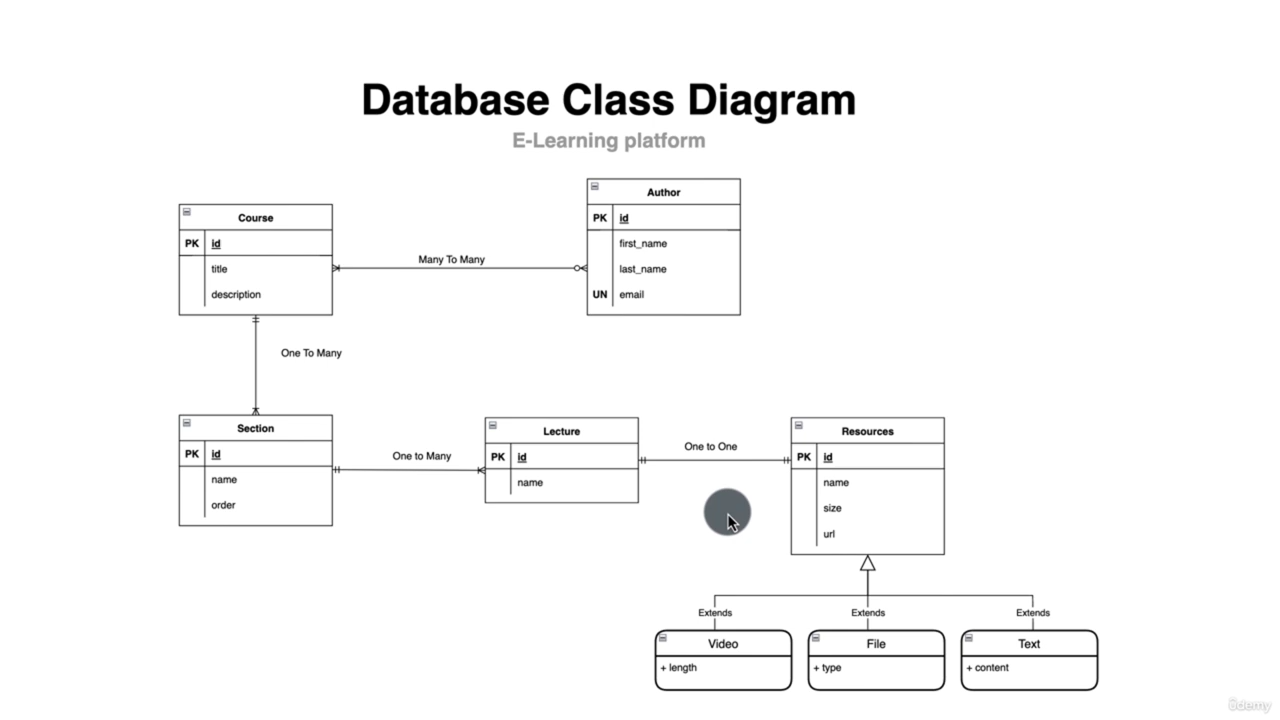 Database Class Diagram
E-Learning platform
Author
PK id
first_name
last_name
UN email
Course
PK id
title
description
Many To Many
One To Many
Section
PK id
name
order
One to Many
Lecture
PK id
name
One to One
Resources
PK id
name
size
url
Extends
Extends
Extends
Video
+ length
File
+ type
Text
+ content
ûdemy